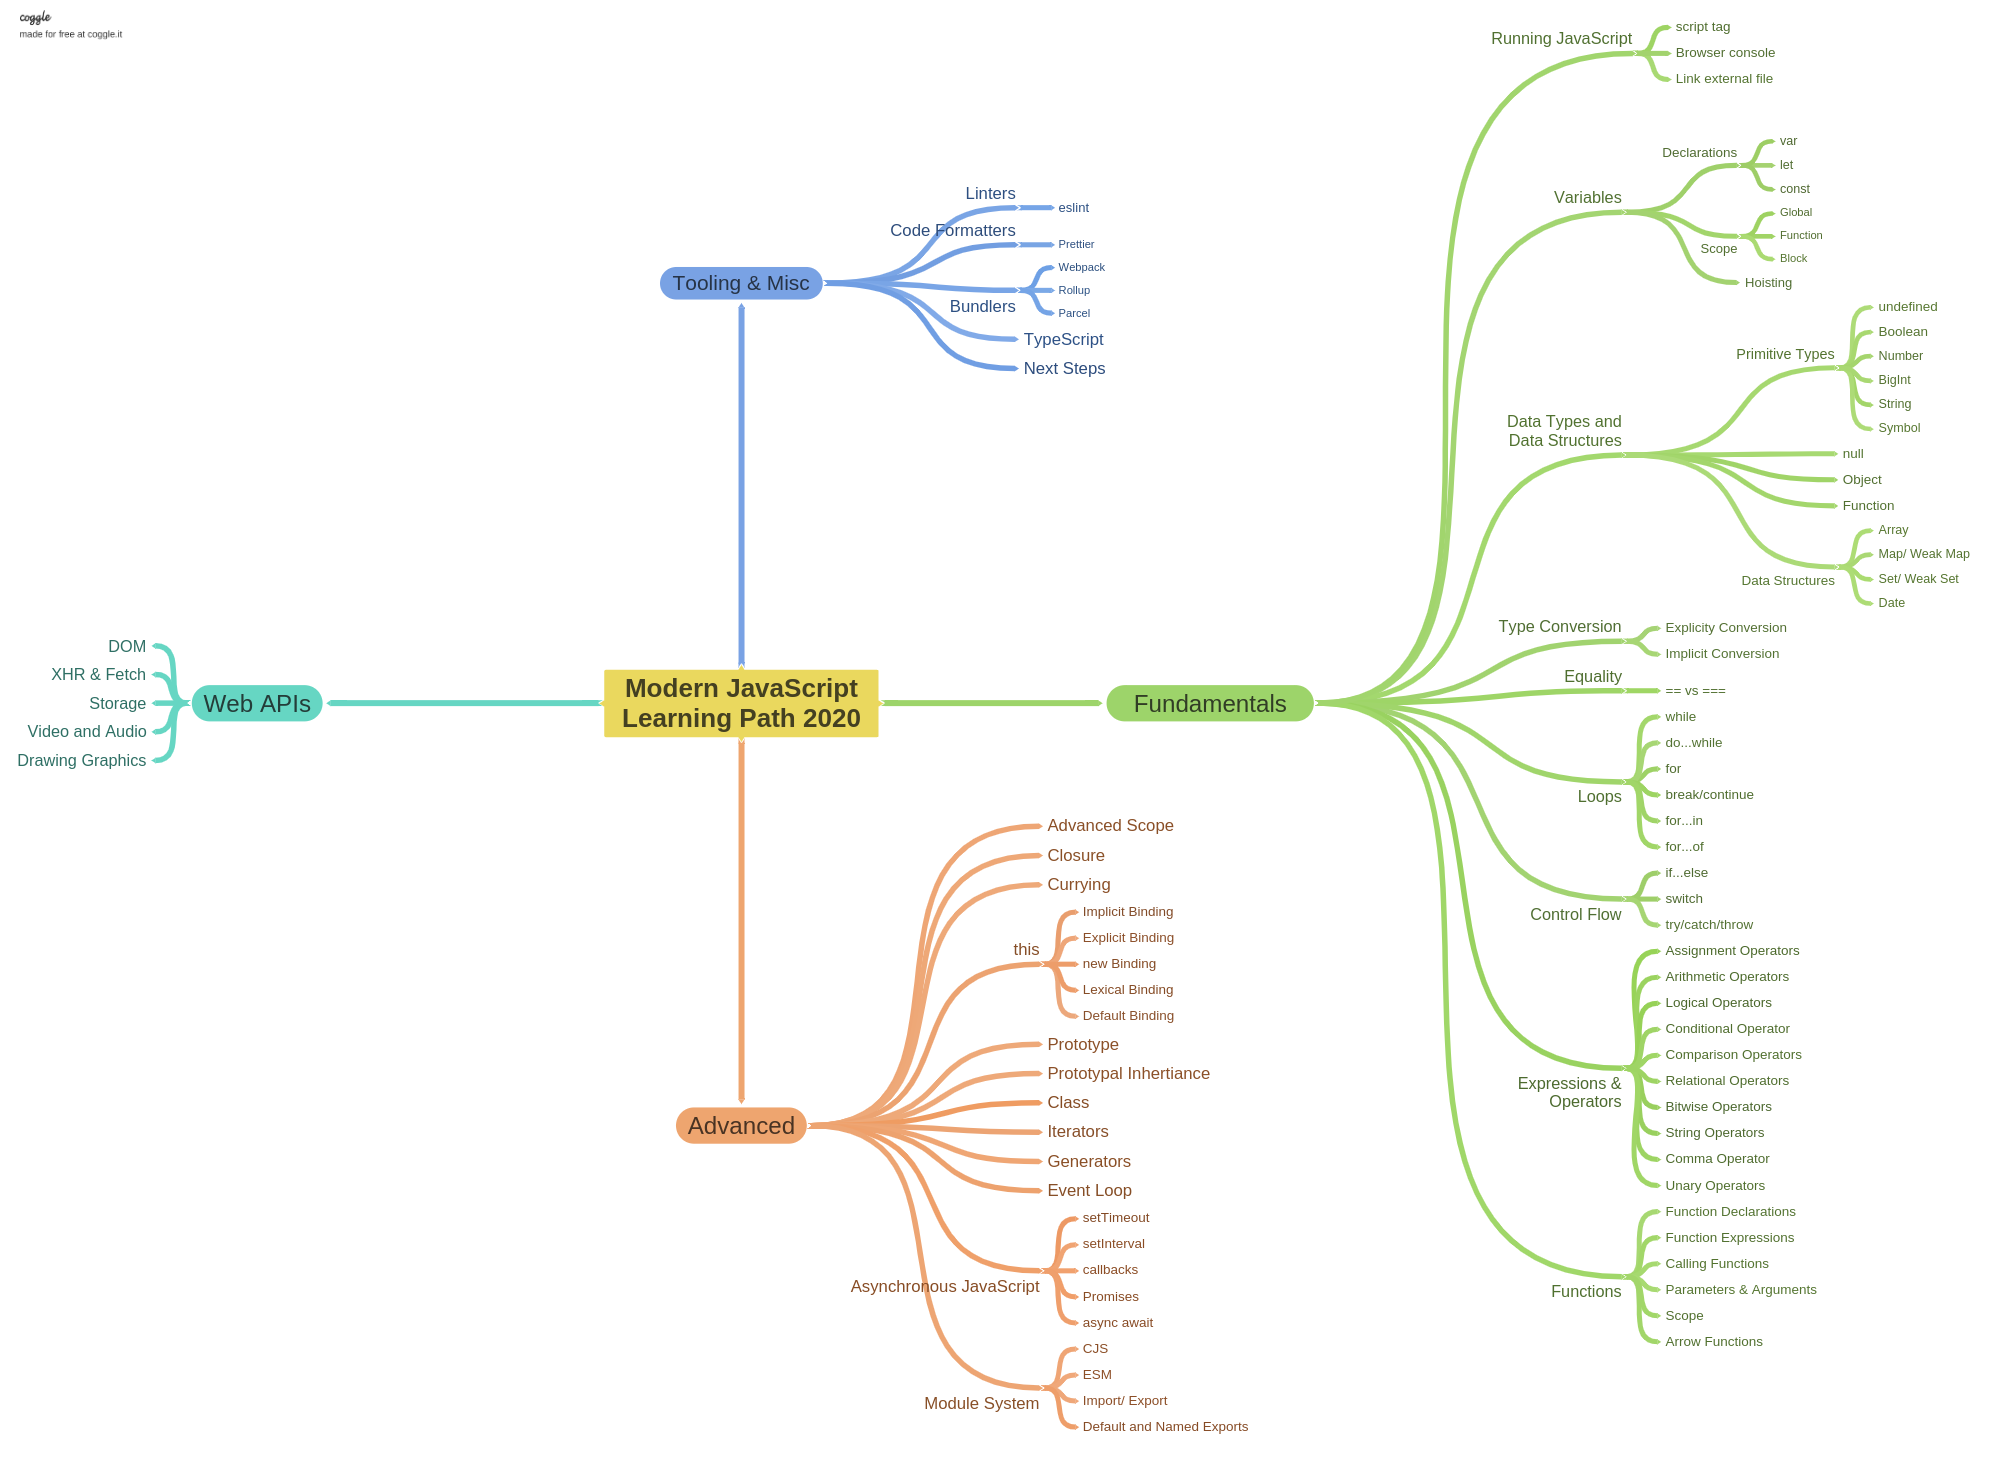 coggle
made for free at coggle.it
Modern JavaScript
Learning Path 2020
Tooling & Misc
Linters
eslint
Code Formatters
Prettier
Bundlers
Webpack
Rollup
Parcel
TypeScript
Next Steps
Web APIs
DOM
XHR & Fetch
Storage
Video and Audio
Drawing Graphics
Fundamentals
Running JavaScript
script tag
Browser console
Link external file
Variables
Declarations
var
let
const
Scope
Global
Function
Block
Hoisting
Data Types and
Data Structures
Primitive Types
undefined
Boolean
Number
BigInt
String
Symbol
null
Object
Function
Data Structures
Array
Map/ Weak Map
Set/ Weak Set
Date
Type Conversion
Explicity Conversion
Implicit Conversion
Equality
== vs ===
Loops
while
do...while
for
break/continue
for...in
for...of
Control Flow
if...else
switch
try/catch/throw
Expressions &
Operators
Assignment Operators
Arithmetic Operators
Logical Operators
Conditional Operator
Comparison Operators
Relational Operators
Bitwise Operators
String Operators
Comma Operator
Unary Operators
Functions
Function Declarations
Function Expressions
Calling Functions
Parameters & Arguments
Scope
Arrow Functions
Advanced
Advanced Scope
Closure
Currying
this
Implicit Binding
Explicit Binding
new Binding
Lexical Binding
Default Binding
Prototype
Prototypal Inhertiance
Class
Iterators
Generators
Event Loop
Asynchronous JavaScript
setTimeout
setInterval
callbacks
Promises
async await
Module System
CJS
ESM
Import/ Export
Default and Named Exports